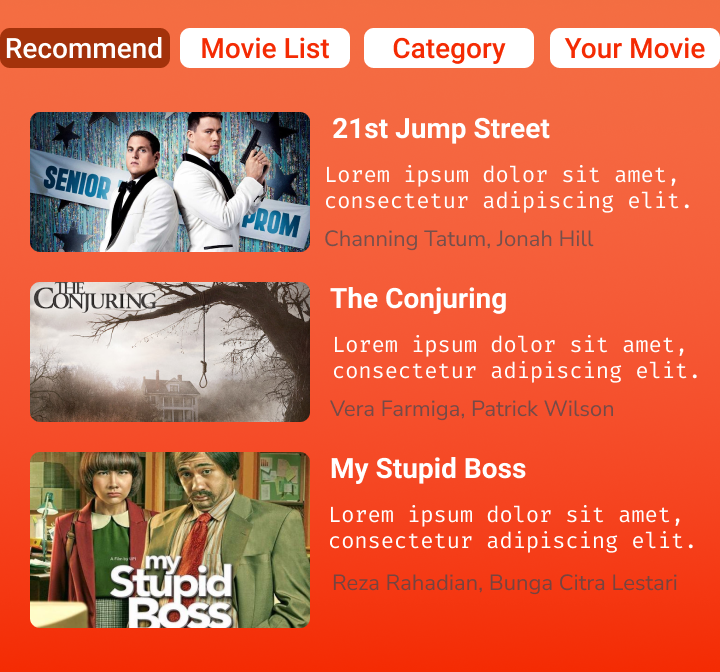 Recommend
Movie List
Category
Your Movie
SENIOR
PROM
21st Jump Street
Lorem ipsum dolor sit amet,
consectetur adipiscing elit.
Channing Tatum, Jonah Hill
THE
CONJURING
The Conjuring
Lorem ipsum dolor sit amet,
consectetur adipiscing elit.
Vera Farmiga, Patrick Wilson
my
Stupid
Boss
My Stupid Boss
Lorem ipsum dolor sit amet,
consectetur adipiscing elit.
Reza Rahadian, Bunga Citra Lestari